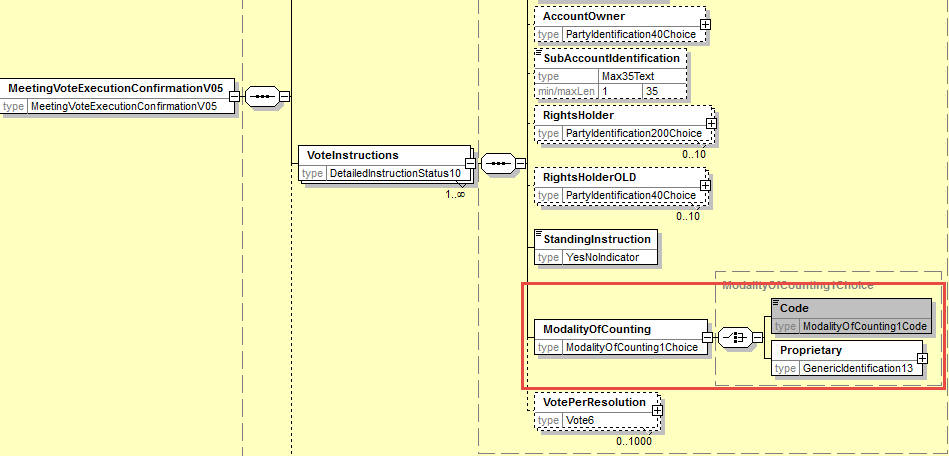 AccountOwner
type PartyIdentification40Choice
SubAccountIdentification
type Max35Text
min/maxLen 1 35
MeetingVoteExecutionConfirmationV05
type MeetingVoteExecutionConfirmationV05
RightsHolder
type PartyIdentification200Choice
0..10
VoteInstructions
type DetailedInstructionStatus10
1..∞
RightsHolderOLD
type PartyIdentification40Choice
0..10
StandingInstruction
type YesNoIndicator
ModalityOfCounting1Choice
Code
type ModalityOfCounting1Code
ModalityOfCounting
type ModalityOfCounting1Choice
Proprietary
type GenericIdentification13
VotePerResolution
type Vote6
0..1000